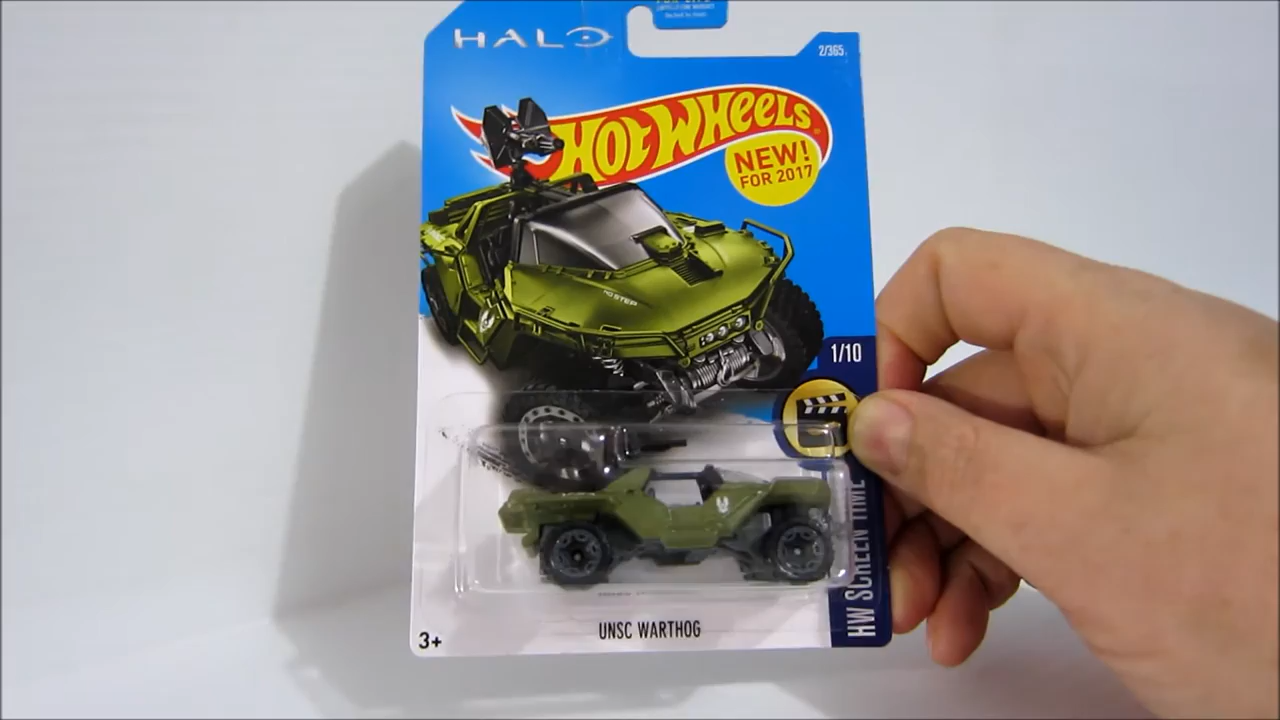 HALO
2/365
HOT WHEELS
NEW!
FOR 2017
NO STEP
1/10
HW SCREEN TIME
UNSC WARTHOG
3+